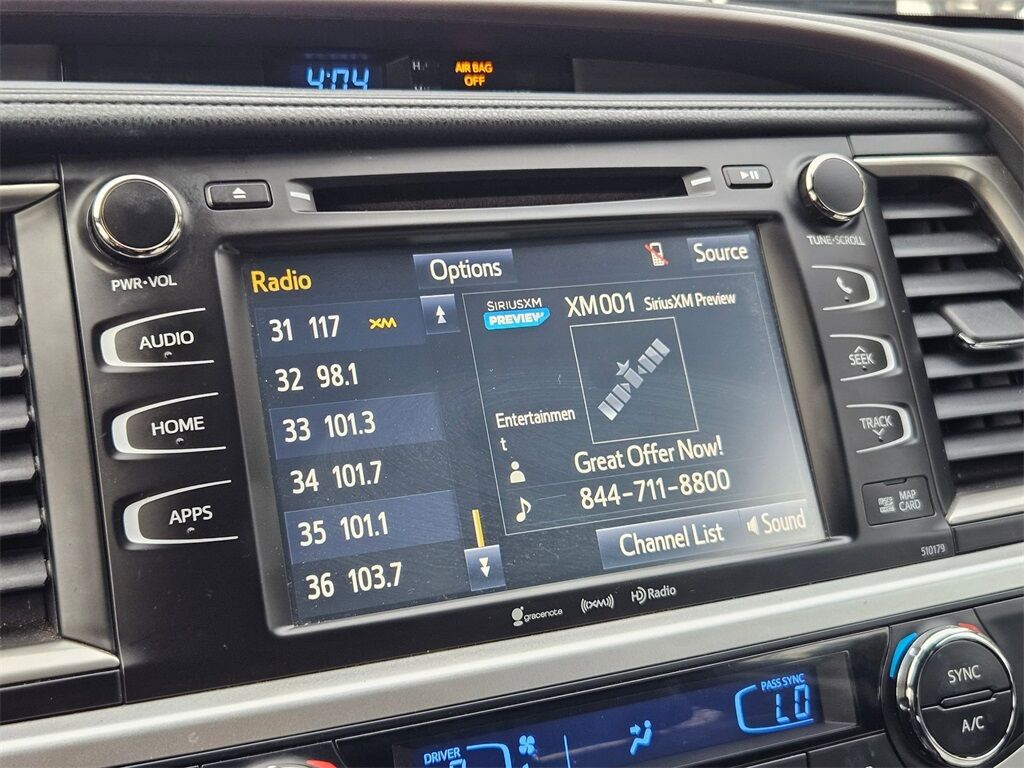 4:04
AIR BAG
OFF
PWR•VOL
TUNE•SCROLL
AUDIO
HOME
APPS
Radio
Options
Source
31 117 XM
32 98.1
33 101.3
34 101.7
35 101.1
36 103.7
SIRIUSXM
PREVIEW
XM001 SiriusXM Preview
Entertainmen
t
Great Offer Now!
844-711-8800
Channel List
Sound
SEEK
TRACK
MAP
CARD
510179
gracenote
((XM))
HD Radio
SYNC
A/C
PASS SYNC
LO
DRIVER